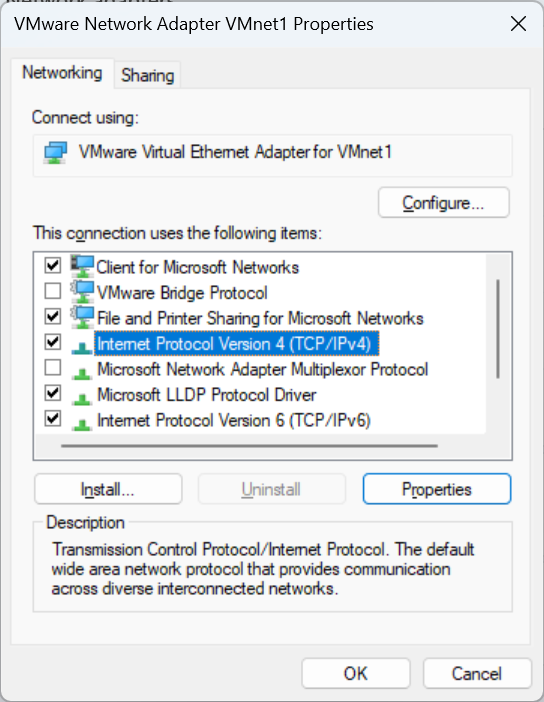 VMware Network Adapter VMnet1 Properties
Networking
Sharing
Connect using:
VMware Virtual Ethernet Adapter for VMnet1
Configure...
This connection uses the following items:
Client for Microsoft Networks
VMware Bridge Protocol
File and Printer Sharing for Microsoft Networks
Internet Protocol Version 4 (TCP/IPv4)
Microsoft Network Adapter Multiplexor Protocol
Microsoft LLDP Protocol Driver
Internet Protocol Version 6 (TCP/IPv6)
Install...
Uninstall
Properties
Description
Transmission Control Protocol/Internet Protocol. The default
wide area network protocol that provides communication
across diverse interconnected networks.
OK
Cancel